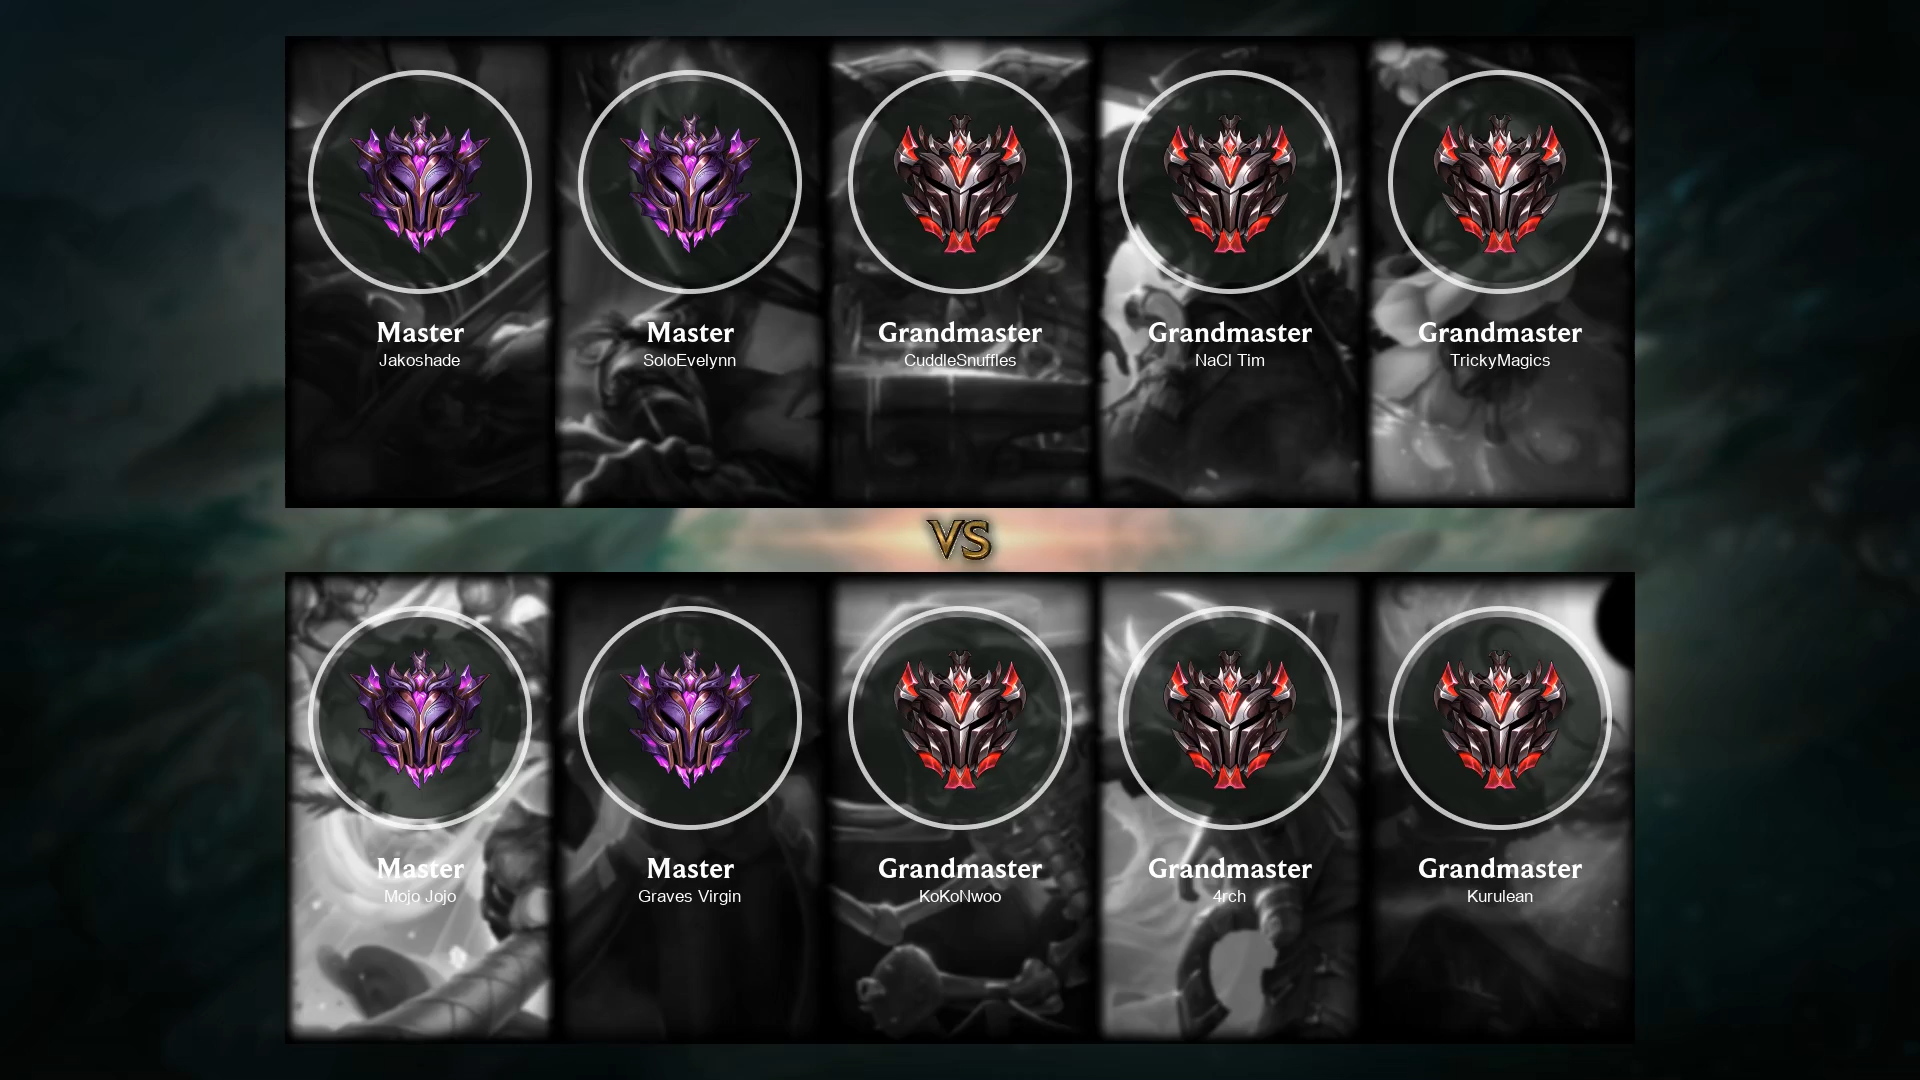 Master
Jakoshade
Master
SoloEvelynn
Grandmaster
CuddleSnuffles
Grandmaster
NaCl Tim
Grandmaster
TrickyMagics
VS
Master
Mojo Jojo
Master
Graves Virgin
Grandmaster
KoKoNwoo
Grandmaster
4rch
Grandmaster
Kurulean